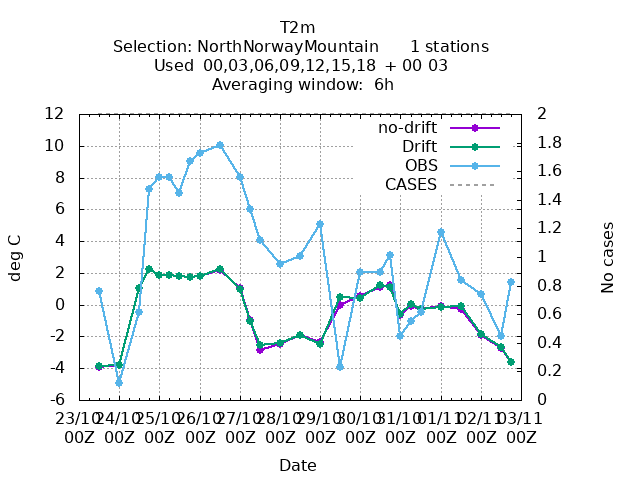 T2m
Selection: NorthNorwayMountain 1 stations
Used 00,03,06,09,12,15,18 + 00 03
Averaging window: 6h
no-drift
Drift
OBS
CASES
12
10
8
6
4
2
0
-2
-4
-6
deg C
2
1.8
1.6
1.4
1.2
1
0.8
0.6
0.4
0.2
0
No cases
23/10 24/10 25/10 26/10 27/10 28/10 29/10 30/10 31/10 01/11 02/11 03/11
00Z 00Z 00Z 00Z 00Z 00Z 00Z 00Z 00Z 00Z 00Z 00Z
Date